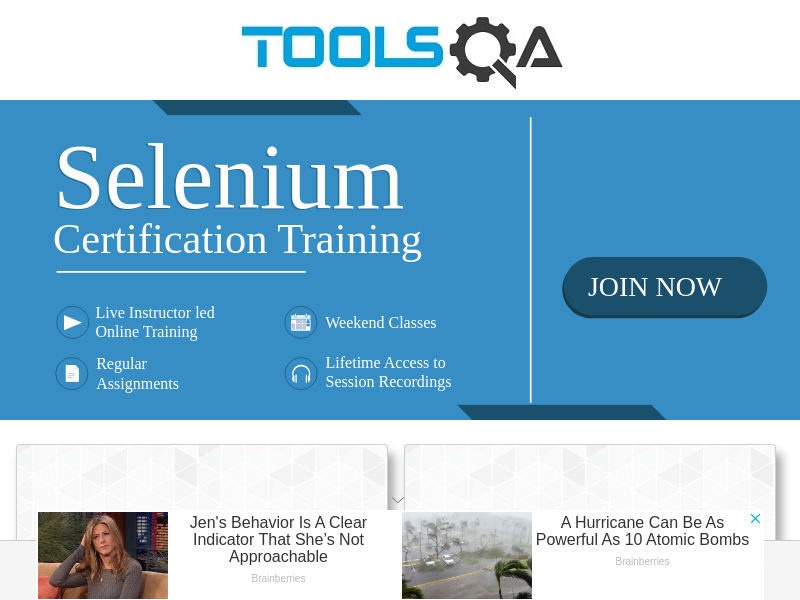 TOOLSQA
Selenium
Certification Training
Live Instructor led
Online Training
Weekend Classes
Regular
Assignments
Lifetime Access to
Session Recordings
JOIN NOW
Jen's Behavior Is A Clear
Indicator That She's Not
Approachable
Brainberries
A Hurricane Can Be As
Powerful As 10 Atomic Bombs
Brainberries